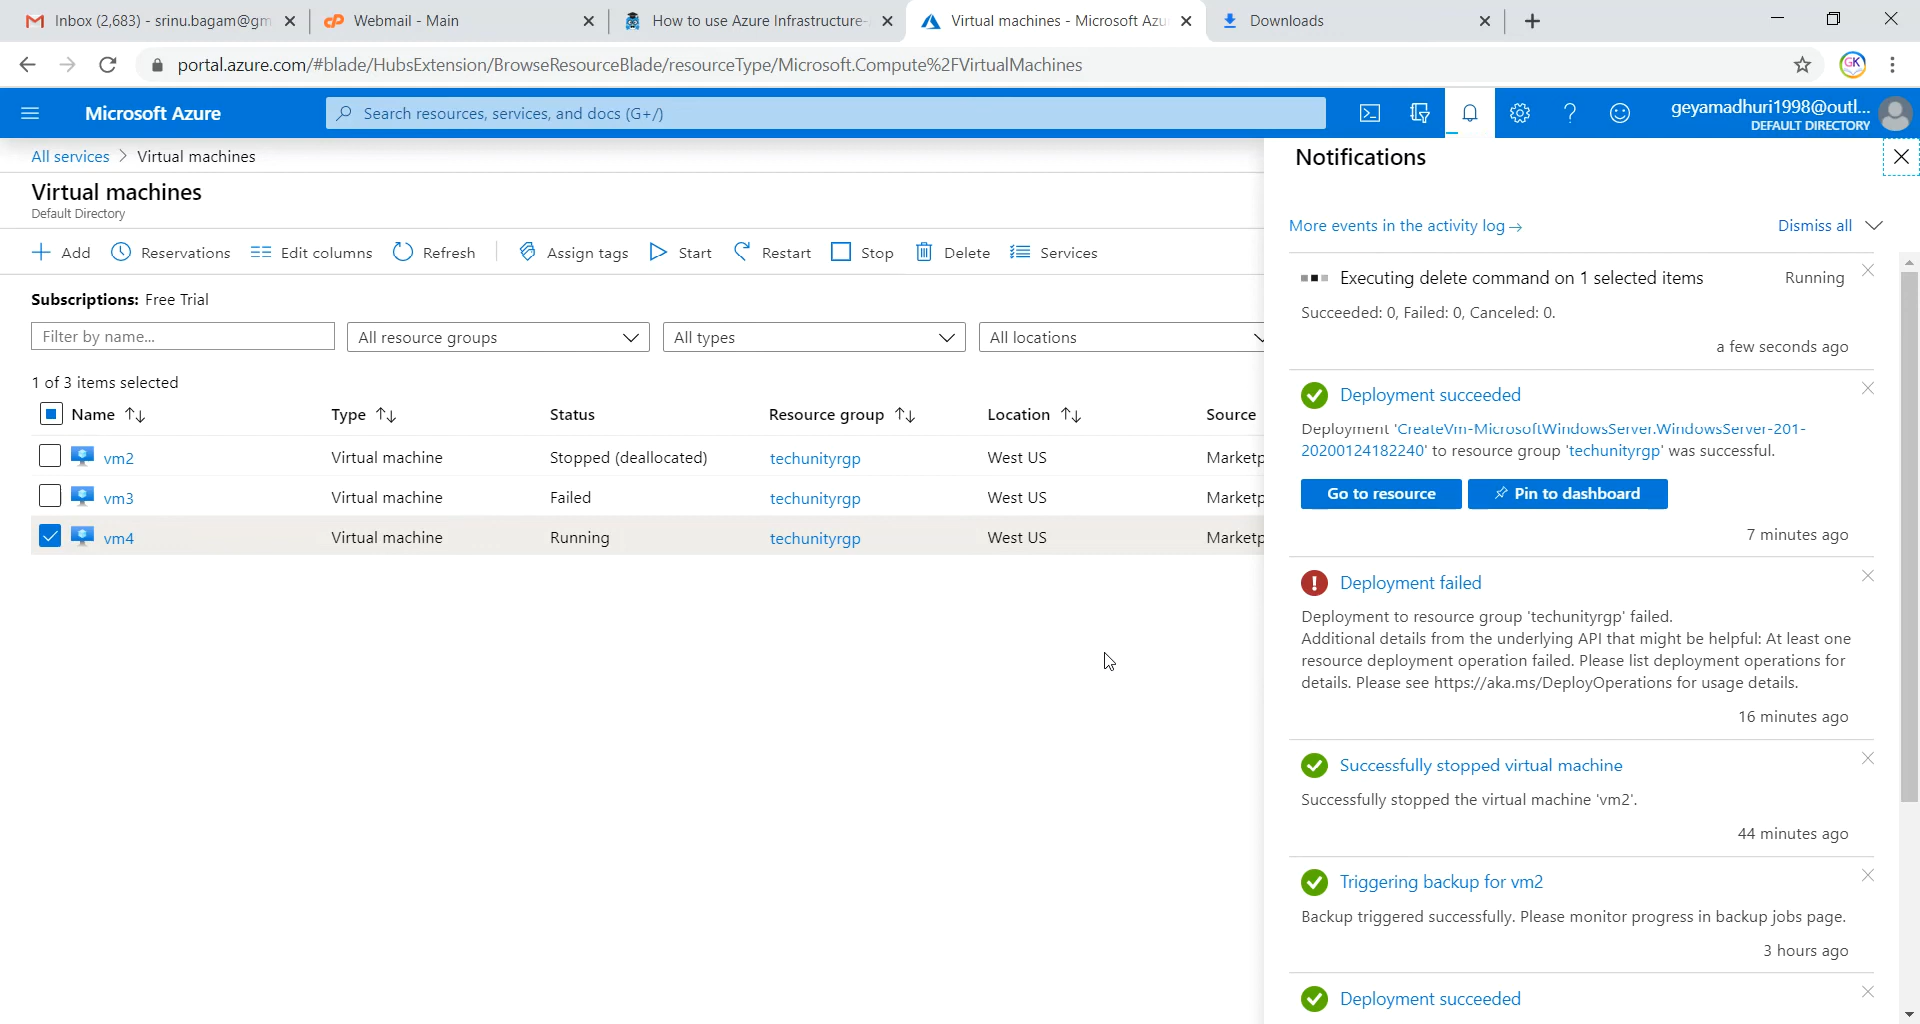 Inbox (2,683) - srinu.bagam@gm
Webmail - Main
How to use Azure Infrastructure-
Virtual machines - Microsoft Azu
Downloads
portal.azure.com/#blade/HubsExtension/BrowseResourceBlade/resourceType/Microsoft.Compute%2FVirtualMachines
GK
Microsoft Azure
Search resources, services, and docs (G+/)
geyamadhuri1998@outl...
DEFAULT DIRECTORY
All services > Virtual machines
Virtual machines
Default Directory
Add
Reservations
Edit columns
Refresh
Assign tags
Start
Restart
Stop
Delete
Services
Subscriptions: Free Trial
Filter by name...
All resource groups
All types
All locations
1 of 3 items selected
Name Type Status Resource group Location Source
vm2 Virtual machine Stopped (deallocated) techunityrgp West US Marketp
vm3 Virtual machine Failed techunityrgp West US Marketp
vm4 Virtual machine Running techunityrgp West US Marketp
Notifications
More events in the activity log →
Dismiss all
Executing delete command on 1 selected items Running
Succeeded: 0, Failed: 0, Canceled: 0.
a few seconds ago
Deployment succeeded
Deployment 'CreateVm-MicrosoftWindowsServer.WindowsServer-201-
20200124182240' to resource group 'techunityrgp' was successful.
Go to resource
Pin to dashboard
7 minutes ago
Deployment failed
Deployment to resource group 'techunityrgp' failed.
Additional details from the underlying API that might be helpful: At least one
resource deployment operation failed. Please list deployment operations for
details. Please see https://aka.ms/DeployOperations for usage details.
16 minutes ago
Successfully stopped virtual machine
Successfully stopped the virtual machine 'vm2'.
44 minutes ago
Triggering backup for vm2
Backup triggered successfully. Please monitor progress in backup jobs page.
3 hours ago
Deployment succeeded